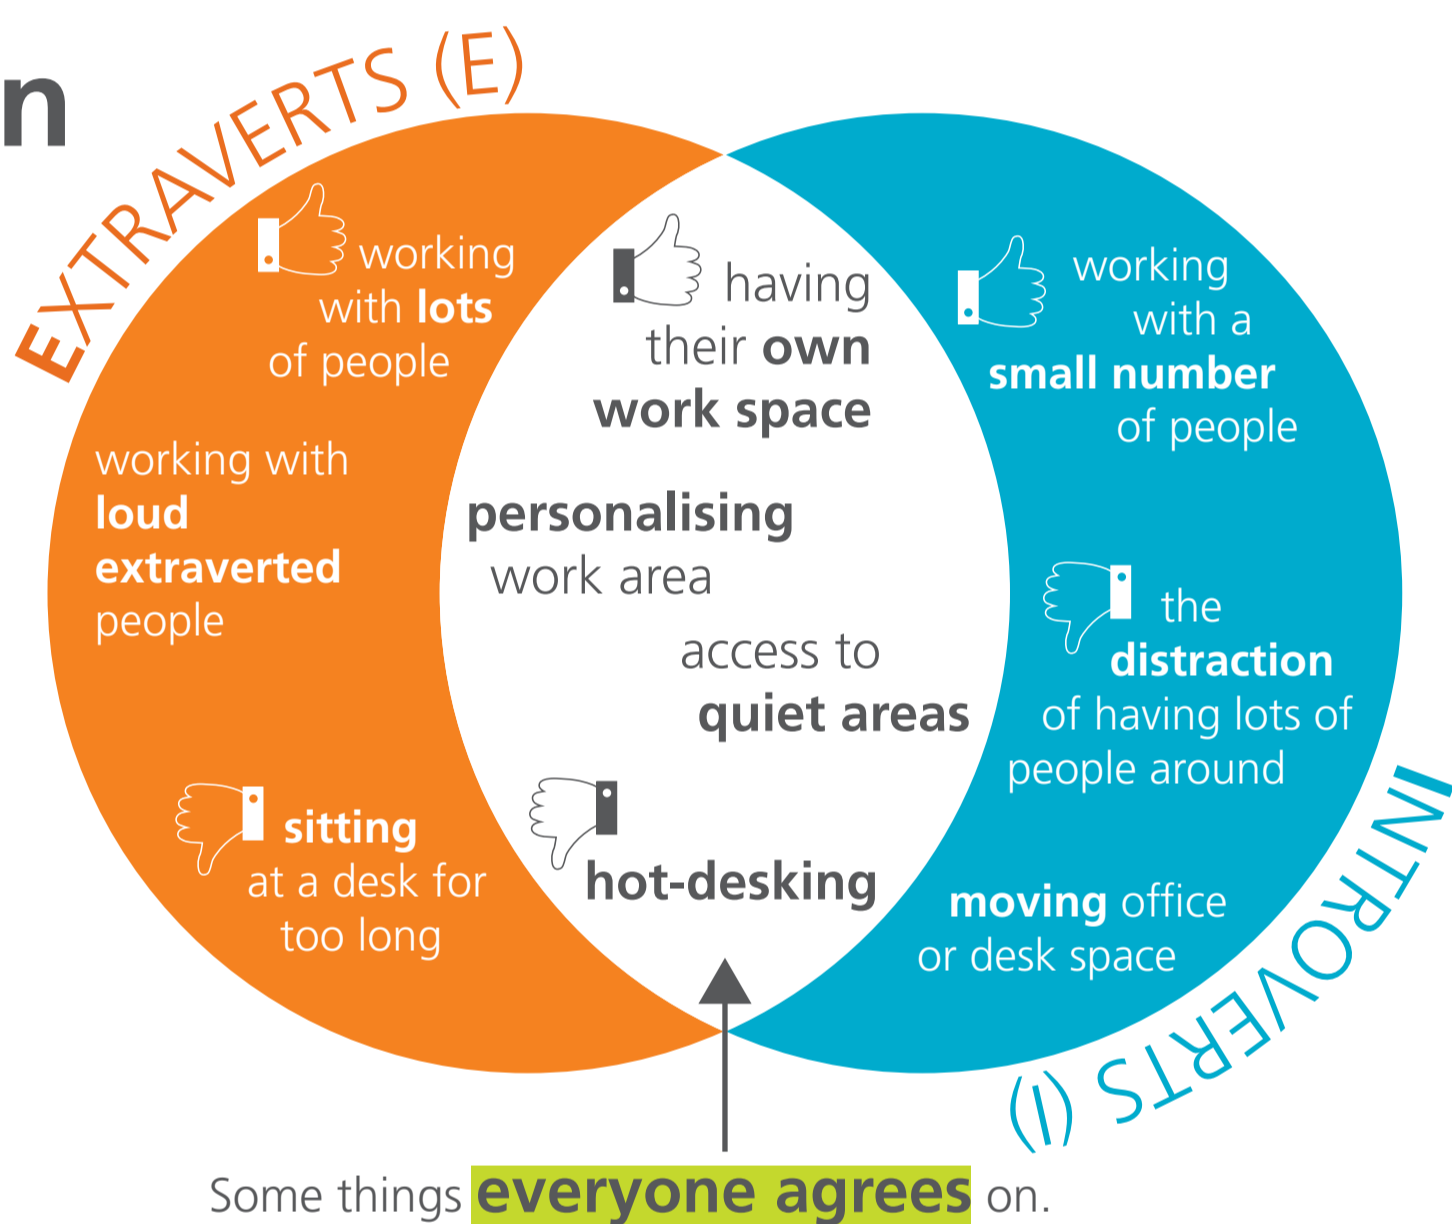 n
EXTRAVERTS (E)
working
with lots
of people
working with
loud
extraverted
people
sitting
at a desk for
too long
having
their own
work space
personalising
work area
access to
quiet areas
hot-desking
working
with a
small number
of people
the
distraction
of having lots of
people around
moving office
or desk space
INTROVERTS (I)
Some things everyone agrees on.